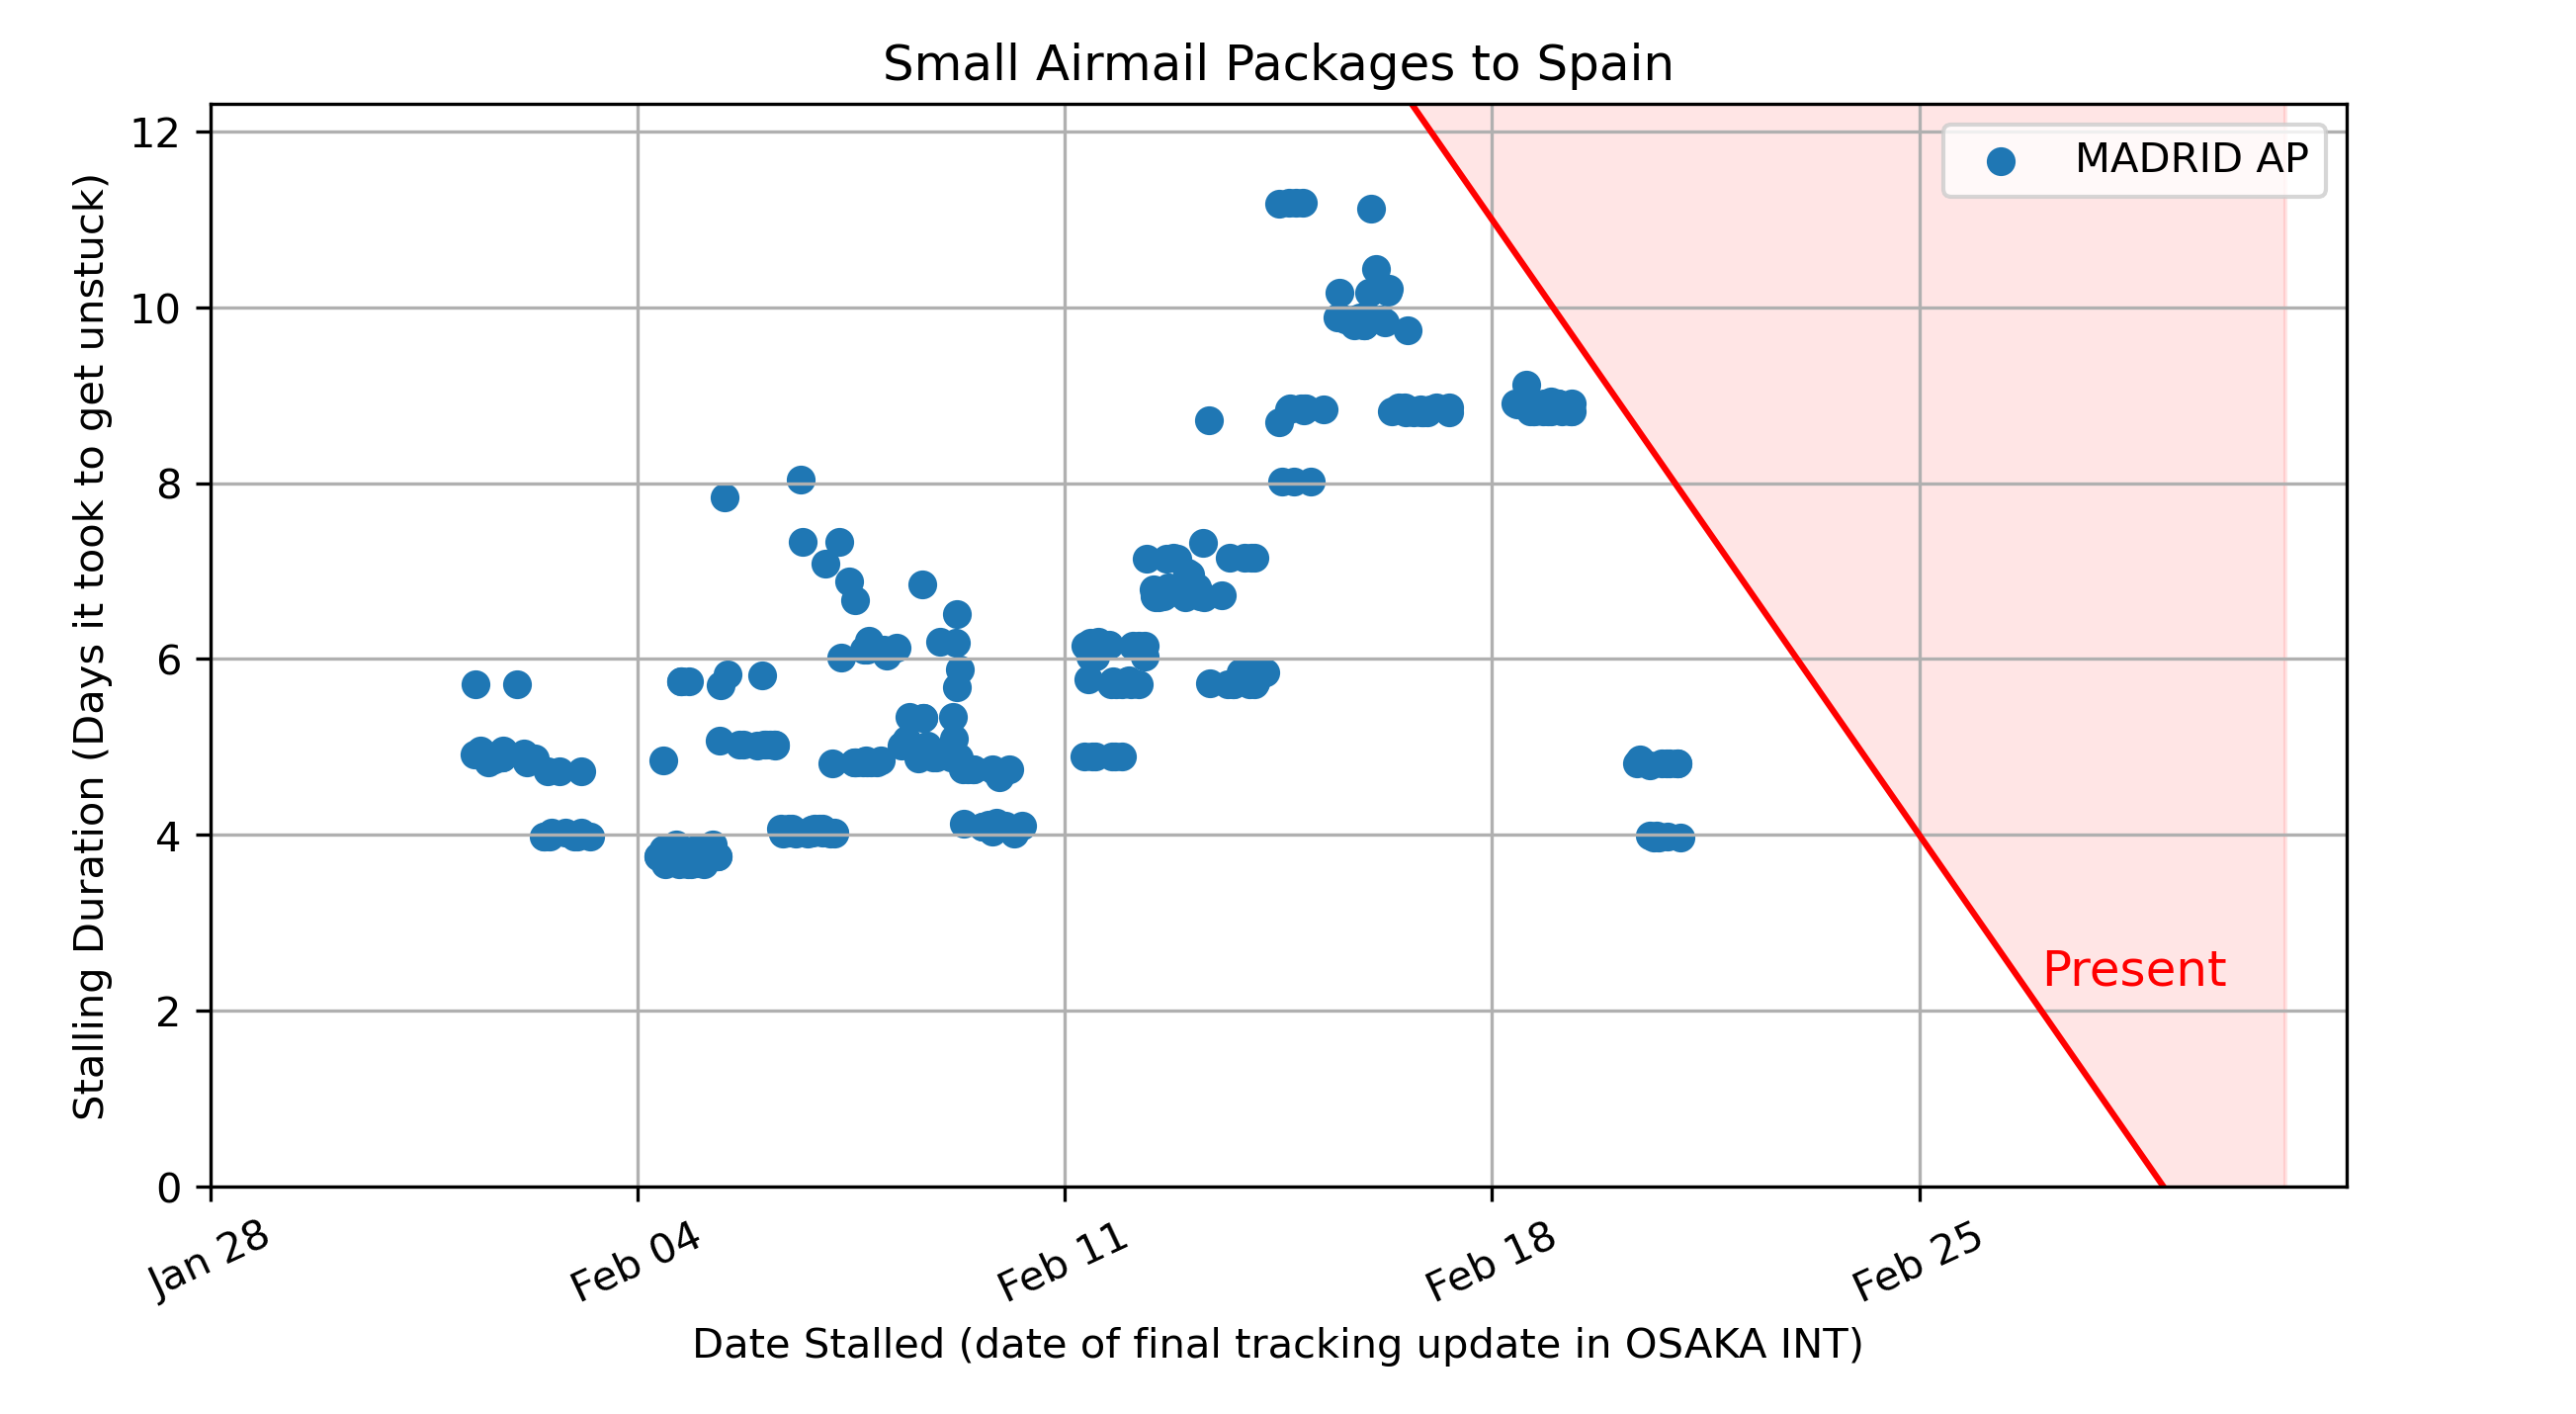 Small Airmail Packages to Spain
Stalling Duration (Days it took to get unstuck)
12
10
8
6
4
2
0
MADRID AP
Present
Jan 28
Feb 04
Feb 11
Feb 18
Feb 25
Date Stalled (date of final tracking update in OSAKA INT)